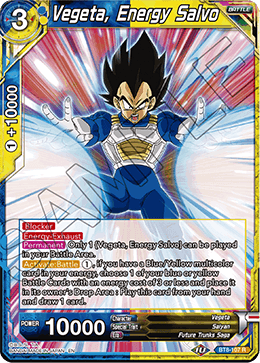 3
Vegeta, Energy Salvo
BATTLE
1 +10000
Blocker
Energy-Exhaust
Permanent Only 1 {Vegeta, Energy Salvo} can be played
in your Battle Area.
Activate:Battle 1, if you have a Blue/Yellow multicolor
card in your energy, choose 1 of your blue or yellow
Battle Cards with an energy cost of 3 or less and place
it in its owner's Drop Area : Play this card from your hand
and draw 1 card.
POWER 10000
Character Vegeta
Special Trait Saiyan
Era Future Trunks Saga
BT8-107 R